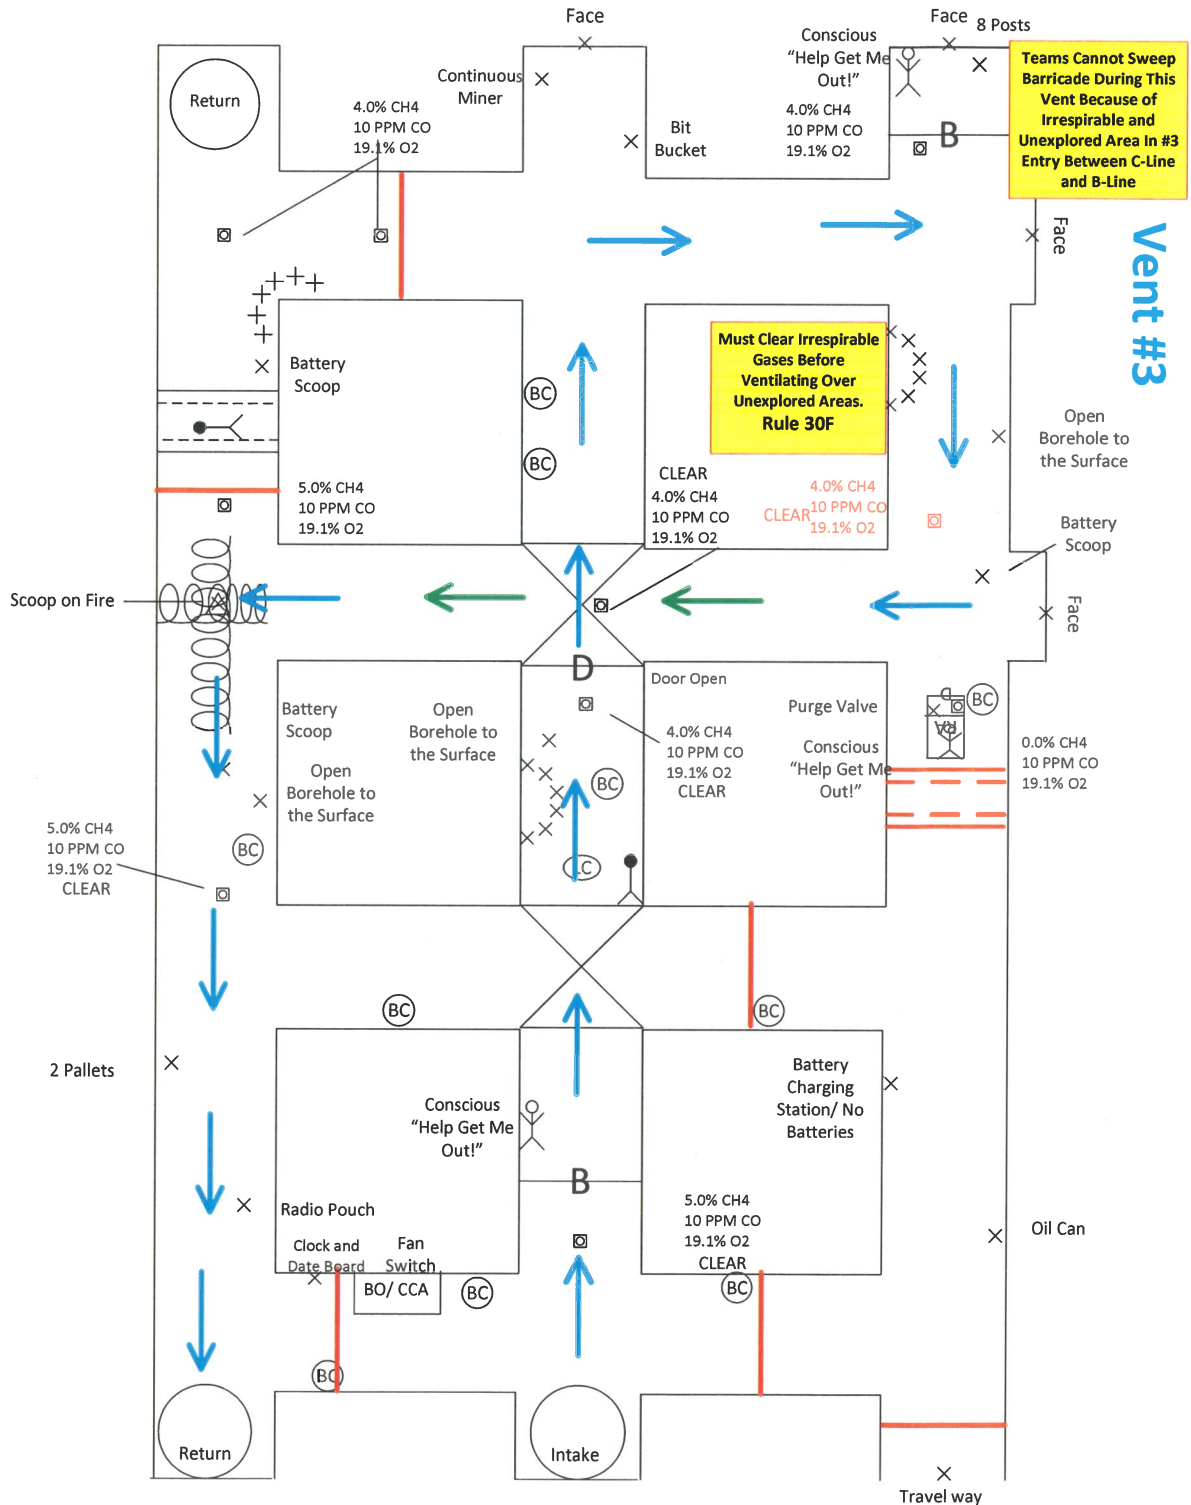 Face
Face
8 Posts
Conscious
“Help Get Me
Out!”
Teams Cannot Sweep
Barricade During This
Vent Because of
Irrespirable and
Unexplored Area In #3
Entry Between C-Line
and B-Line
Return
Continuous
Miner
4.0% CH4
10 PPM CO
19.1% O2
Bit
Bucket
4.0% CH4
10 PPM CO
19.1% O2
B
Face
Vent #3
Must Clear Irrespirable
Gases Before
Ventilating Over
Unexplored Areas.
Rule 30F
Battery
Scoop
BC
BC
Open
Borehole to
the Surface
5.0% CH4
10 PPM CO
19.1% O2
CLEAR
4.0% CH4
10 PPM CO
19.1% O2
4.0% CH4
CLEAR 10 PPM CO
19.1% O2
Battery
Scoop
Scoop on Fire
Face
D
Door Open
Battery
Scoop
Open
Borehole to
the Surface
Open
Borehole to
the Surface
4.0% CH4
10 PPM CO
19.1% O2
CLEAR
BC
Purge Valve
Conscious
“Help Get Me
Out!”
D
BC
RA
0.0% CH4
10 PPM CO
19.1% O2
5.0% CH4
10 PPM CO
19.1% O2
CLEAR
BC
LC
BC
BC
2 Pallets
Conscious
“Help Get Me
Out!”
Battery
Charging
Station/ No
Batteries
B
Radio Pouch
5.0% CH4
10 PPM CO
19.1% O2
CLEAR
Oil Can
Clock and
Date Board
Fan
Switch
BO/ CCA
BC
BC
BC
Return
Intake
Travel way